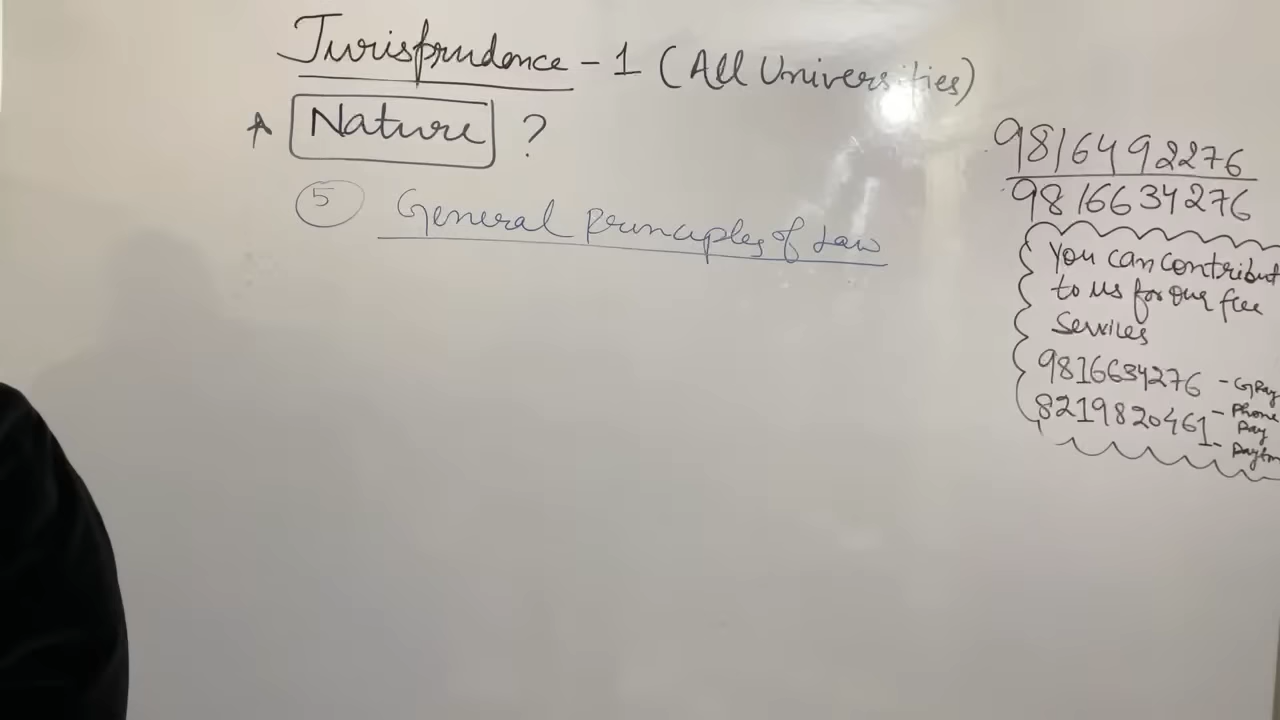 Jurisprudence - 1 (All Universities)
Nature ?
5 General Principles of Law
9816492276
9816634276
You can contribut
to us for our free
Services
9816634276 - GPay
8219820461 - Phone
Pay
- Paytm